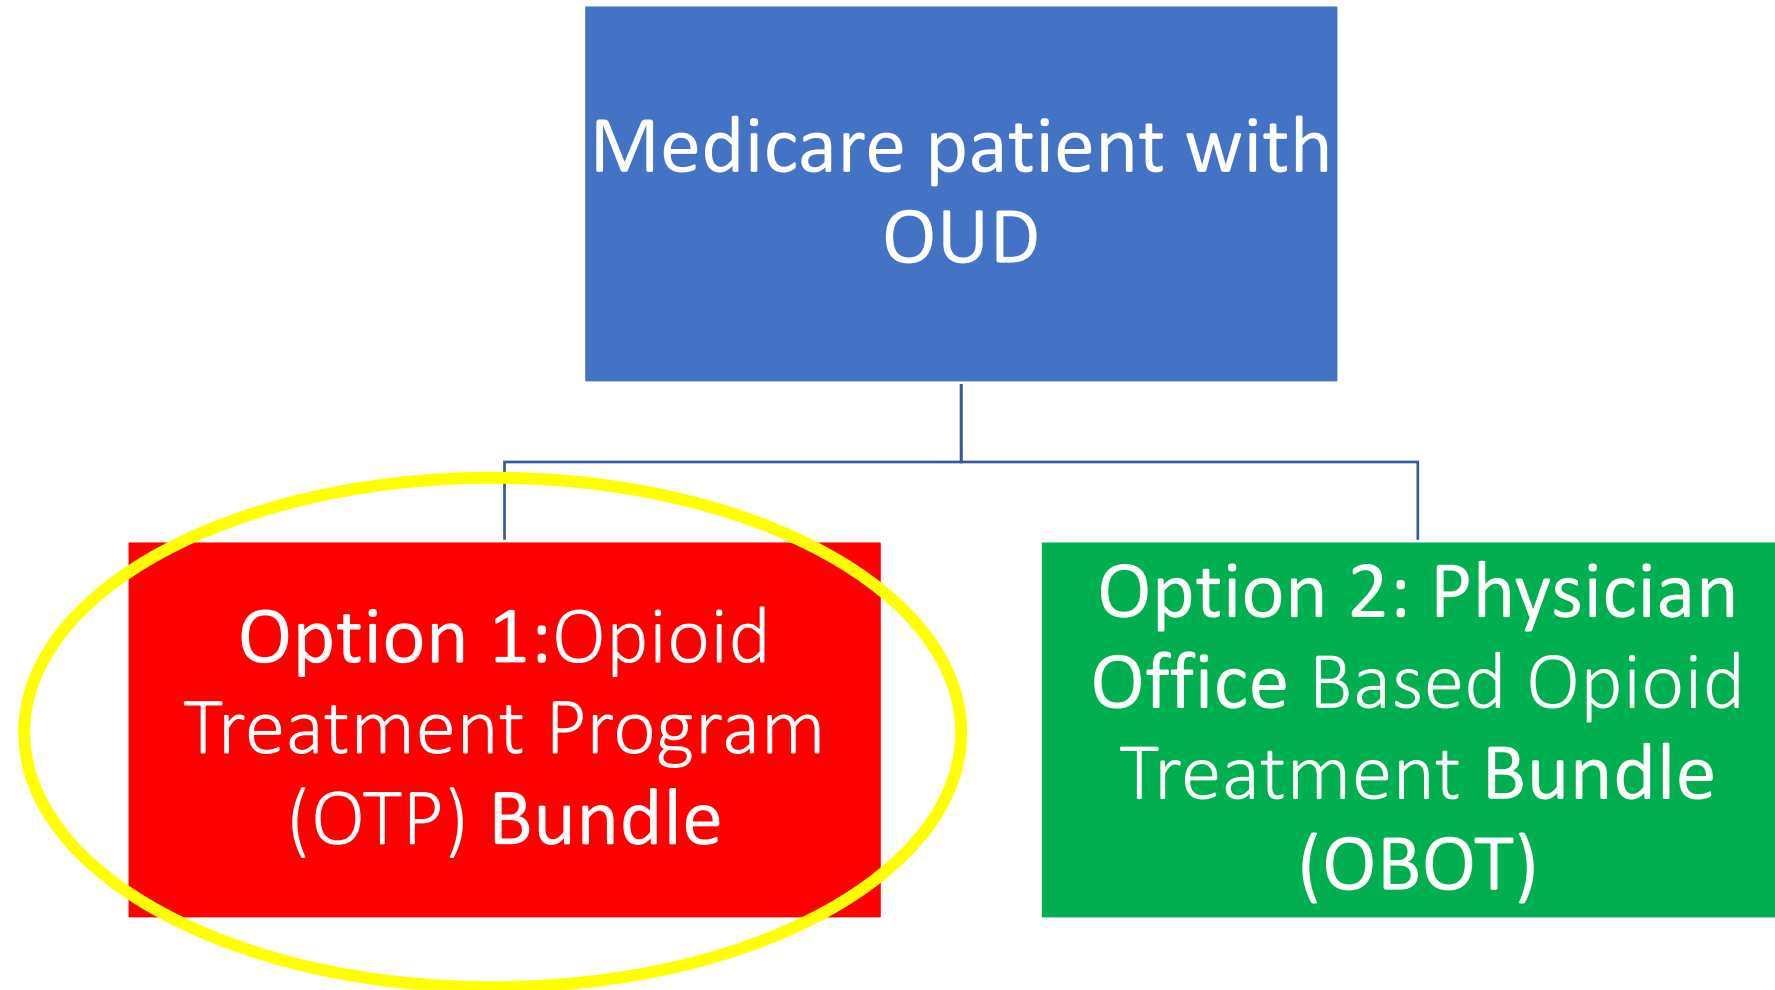 Medicare patient with
OUD
Option 1:Opioid
Treatment Program
(OTP) Bundle
Option 2: Physician
Office Based Opioid
Treatment Bundle
(OBOT)